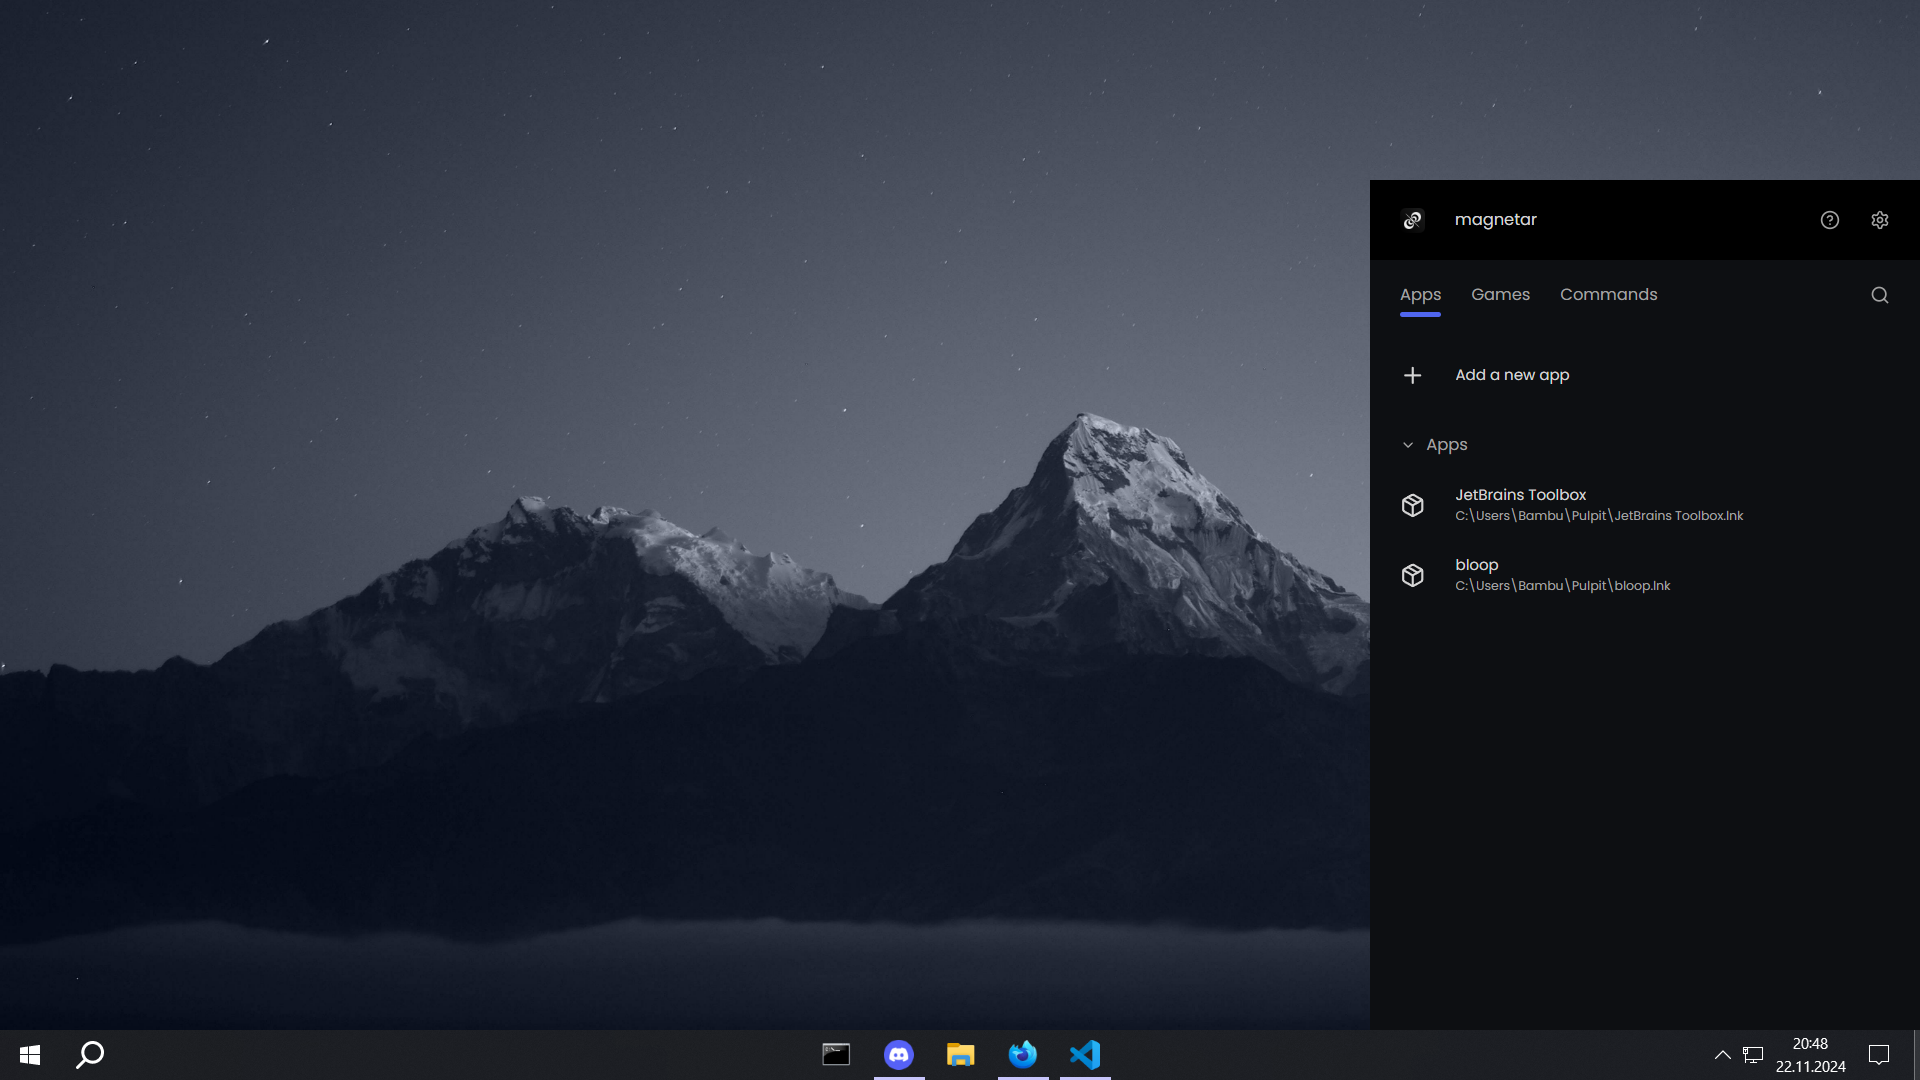 magnetar
Apps Games Commands
Add a new app
Apps
JetBrains Toolbox
C:\Users\Bambu\Pulpit\JetBrains Toolbox.lnk
bloop
C:\Users\Bambu\Pulpit\bloop.lnk
20:48
22.11.2024